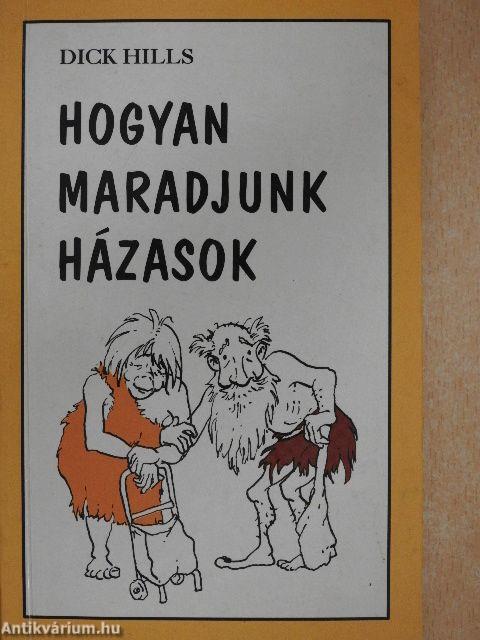 DICK HILLS
HOGYAN
MARADJUNK
HÁZASOK
Antikvárium.hu